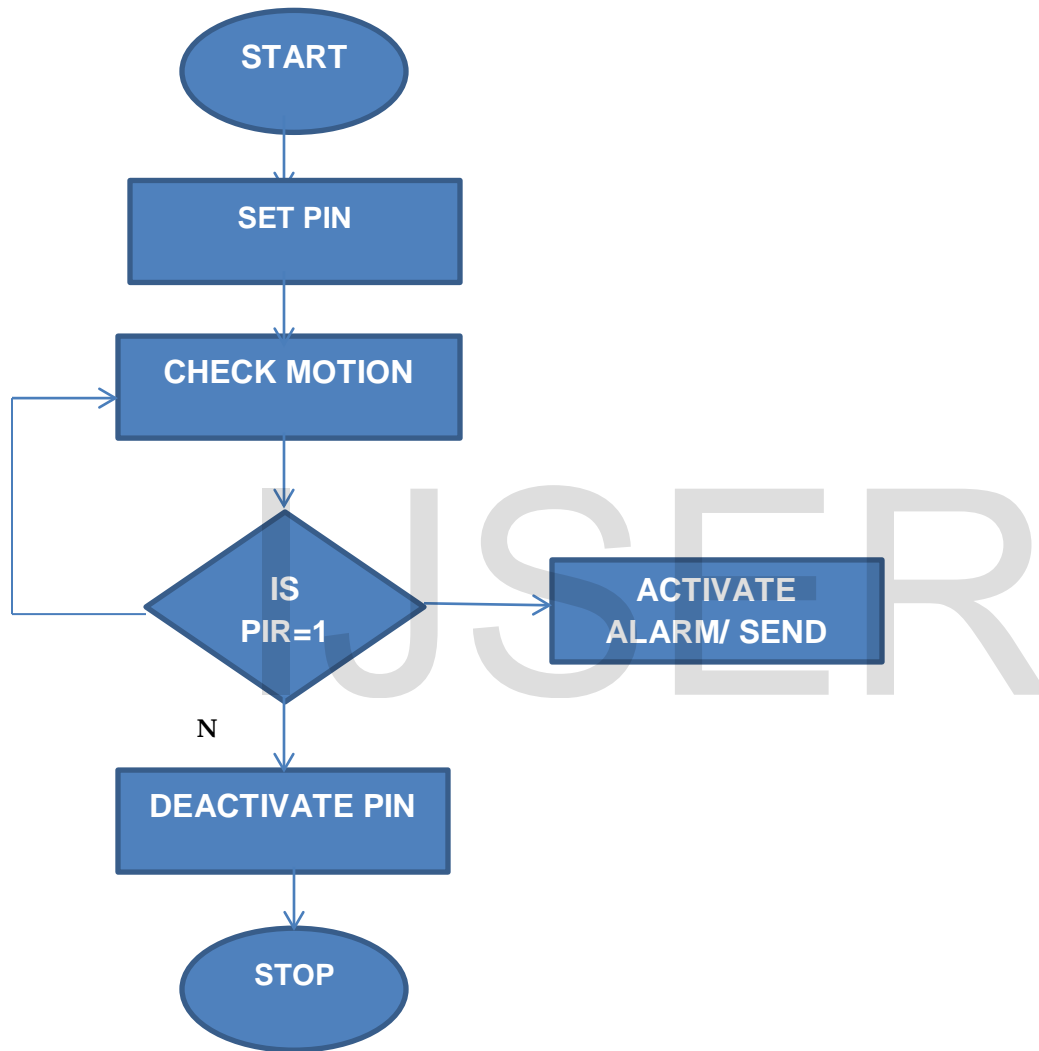 START
SET PIN
CHECK MOTION
IS
PIR=1
ACTIVATE
ALARM/ SEND
N
DEACTIVATE PIN
STOP
IJSER